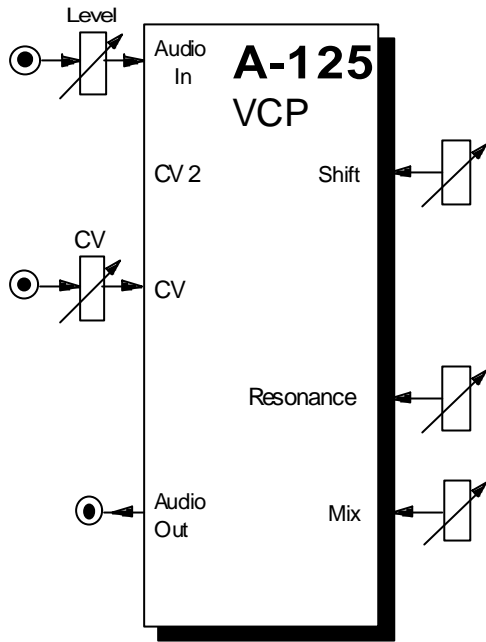 Level
Audio
In
A-125
VCP
CV 2
Shift
CV
CV
Resonance
Audio
Out
Mix